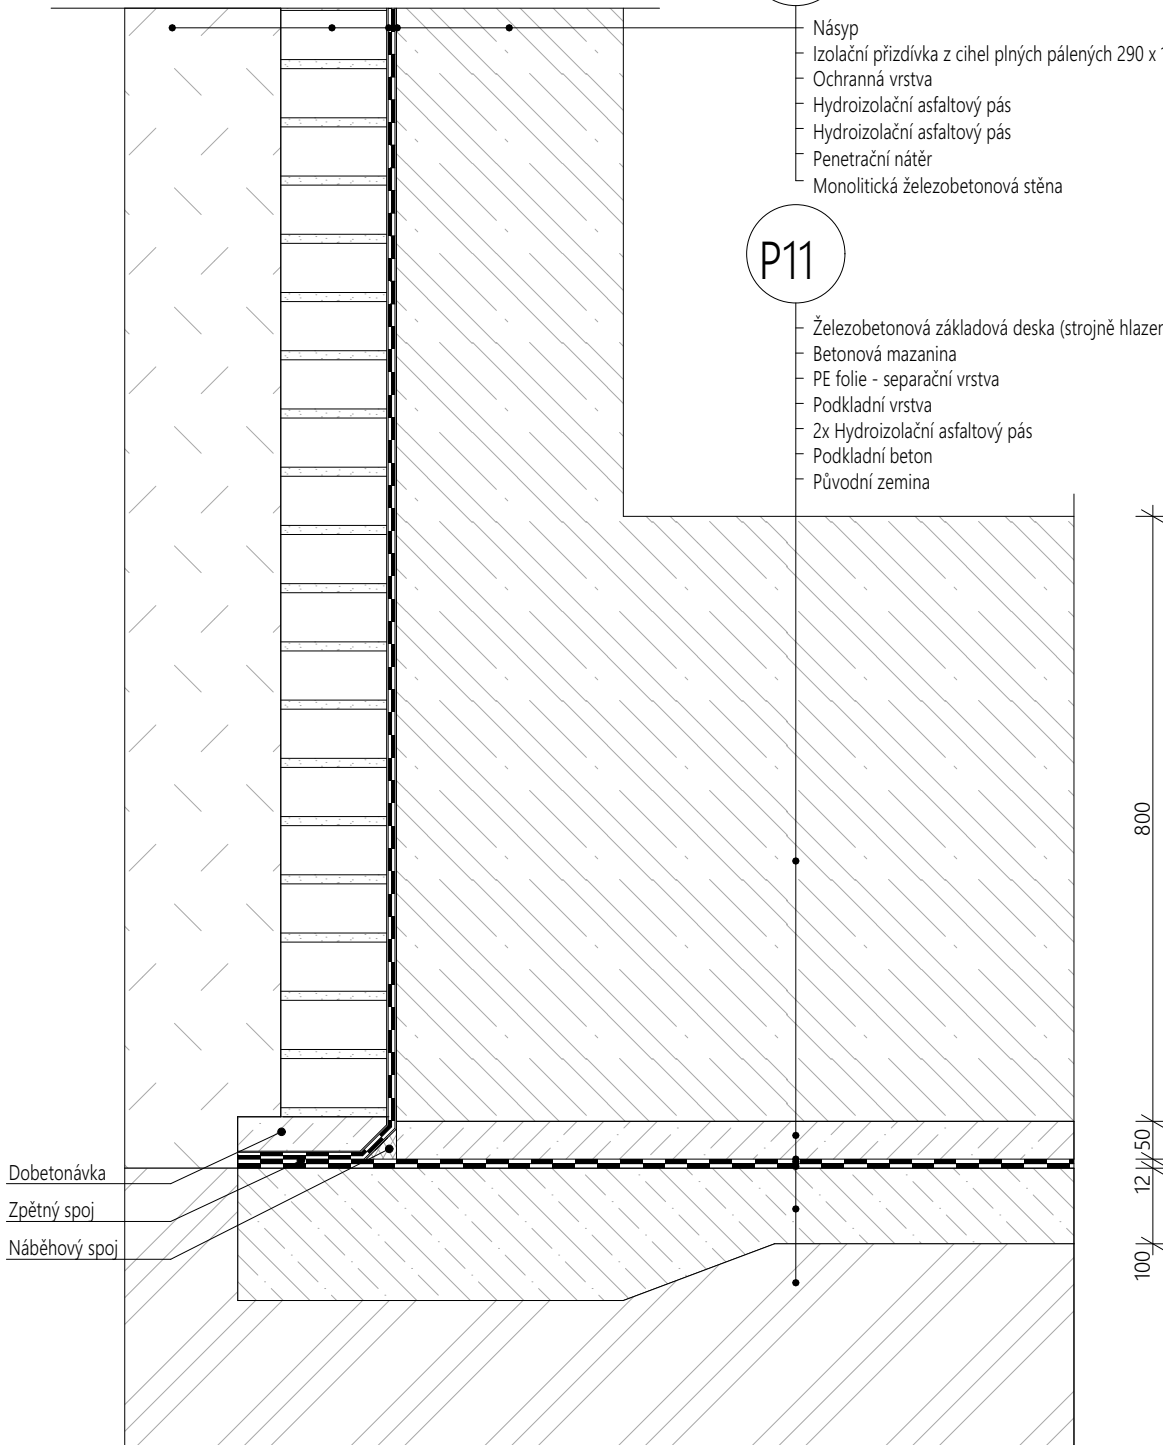 Násyp
Izolační přizdívka z cihel plných pálených 290 x
Ochranná vrstva
Hydroizolační asfaltový pás
Hydroizolační asfaltový pás
Penetrační nátěr
Monolitická železobetonová stěna
P11
Železobetonová základová deska (strojně hlazen
Betonová mazanina
PE folie - separační vrstva
Podkladní vrstva
2x Hydroizolační asfaltový pás
Podkladní beton
Původní zemina
800
50
12
100
Dobetonávka
Zpětný spoj
Náběhový spoj